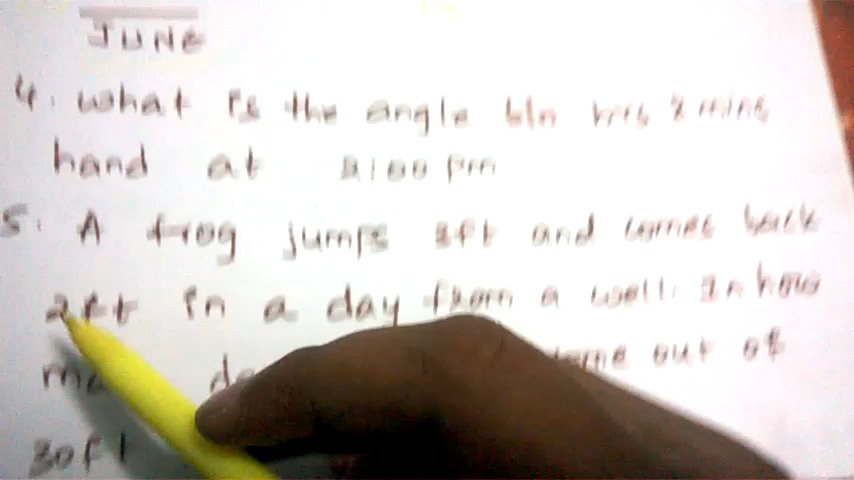 JUNE
4. What is the angle b/n hrs & mins
hand at 2:00 pm
5. A frog jumps 3ft and comes back
2ft in a day from a well. In how
out of
30ft